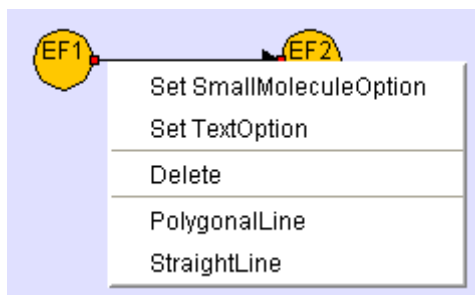 EF1 EF2
Set SmallMoleculeOption
Set TextOption
Delete
PolygonalLine
StraightLine